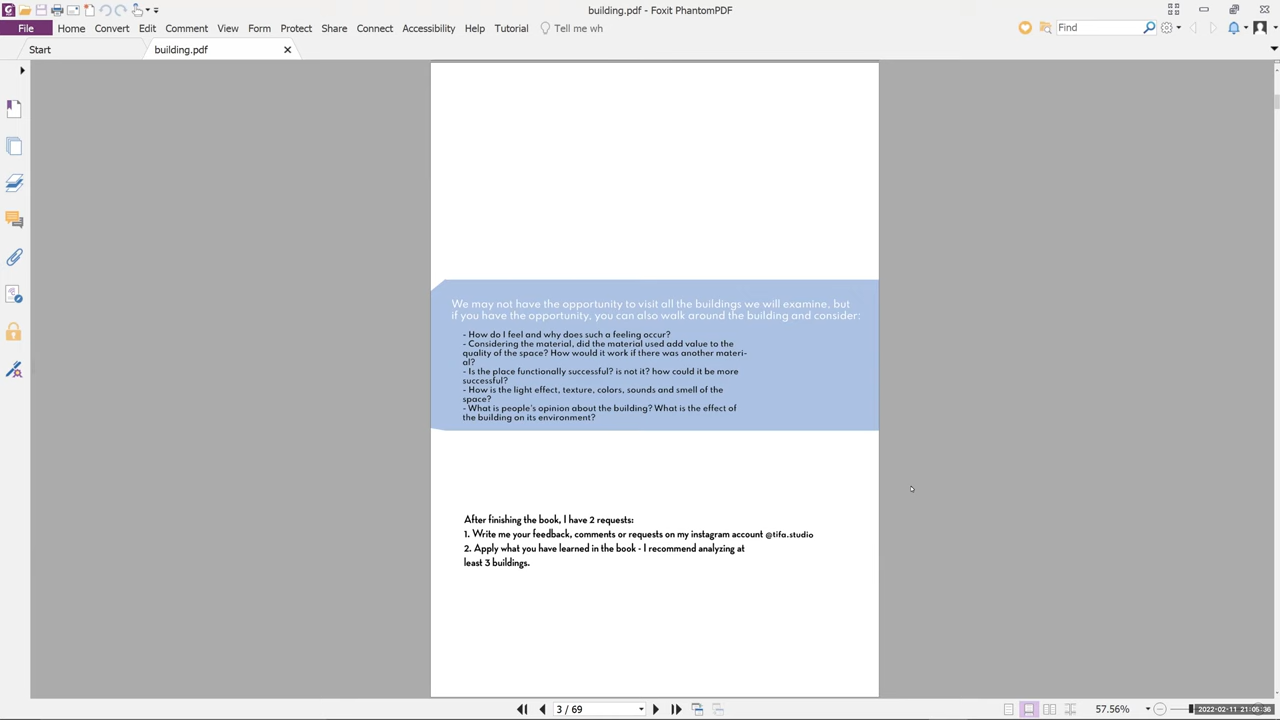 building.pdf - Foxit PhantomPDF
File Home Convert Edit Comment View Form Protect Share Connect Accessibility Help Tutorial Tell me wh Find
Start building.pdf
We may not have the opportunity to visit all the buildings we will examine, but
if you have the opportunity, you can also walk around the building and consider:
- How do I feel and why does such a feeling occur?
- Considering the material, did the material used add value to the
quality of the space? How would it work if there was another materi-
al?
- Is the place functionally successful? is not it? how could it be more
successful?
- How is the light effect, texture, colors, sounds and smell of the
space?
- What is people's opinion about the building? What is the effect of
the building on its environment?
After finishing the book, I have 2 requests:
1. Write me your feedback, comments or requests on my instagram account @tifa.studio
2. Apply what you have learned in the book - I recommend analyzing at
least 3 buildings.
3 / 69 57.56% 2022-02-11 21:05:36